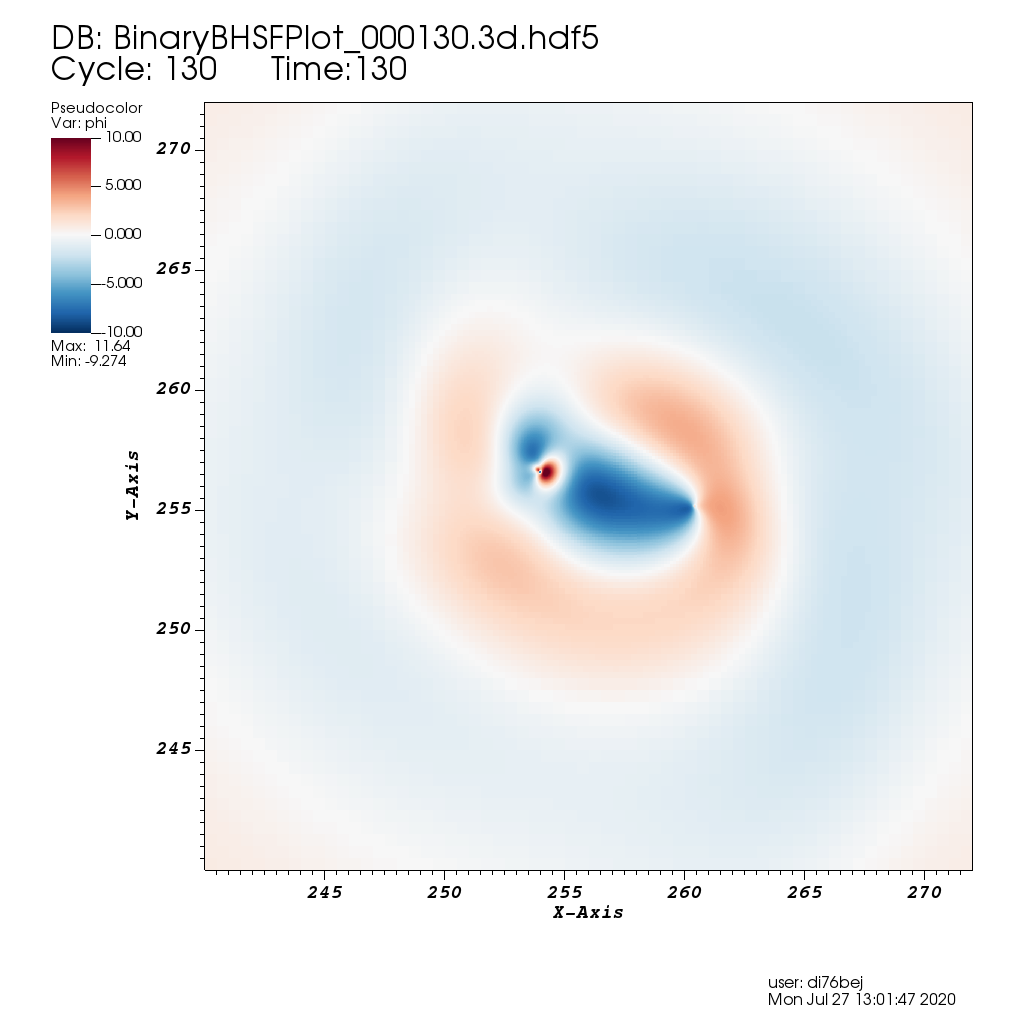 DB: BinaryBHSFPlot_000130.3d.hdf5
Cycle: 130 Time:130
Pseudocolor
Var: phi
10.00
5.000
0.000
-5.000
-10.00
Max: 11.64
Min: -9.274
270
265
260
255
250
245
Y-Axis
245 250 255 260 265 270
X-Axis
user: di76bej
Mon Jul 27 13:01:47 2020